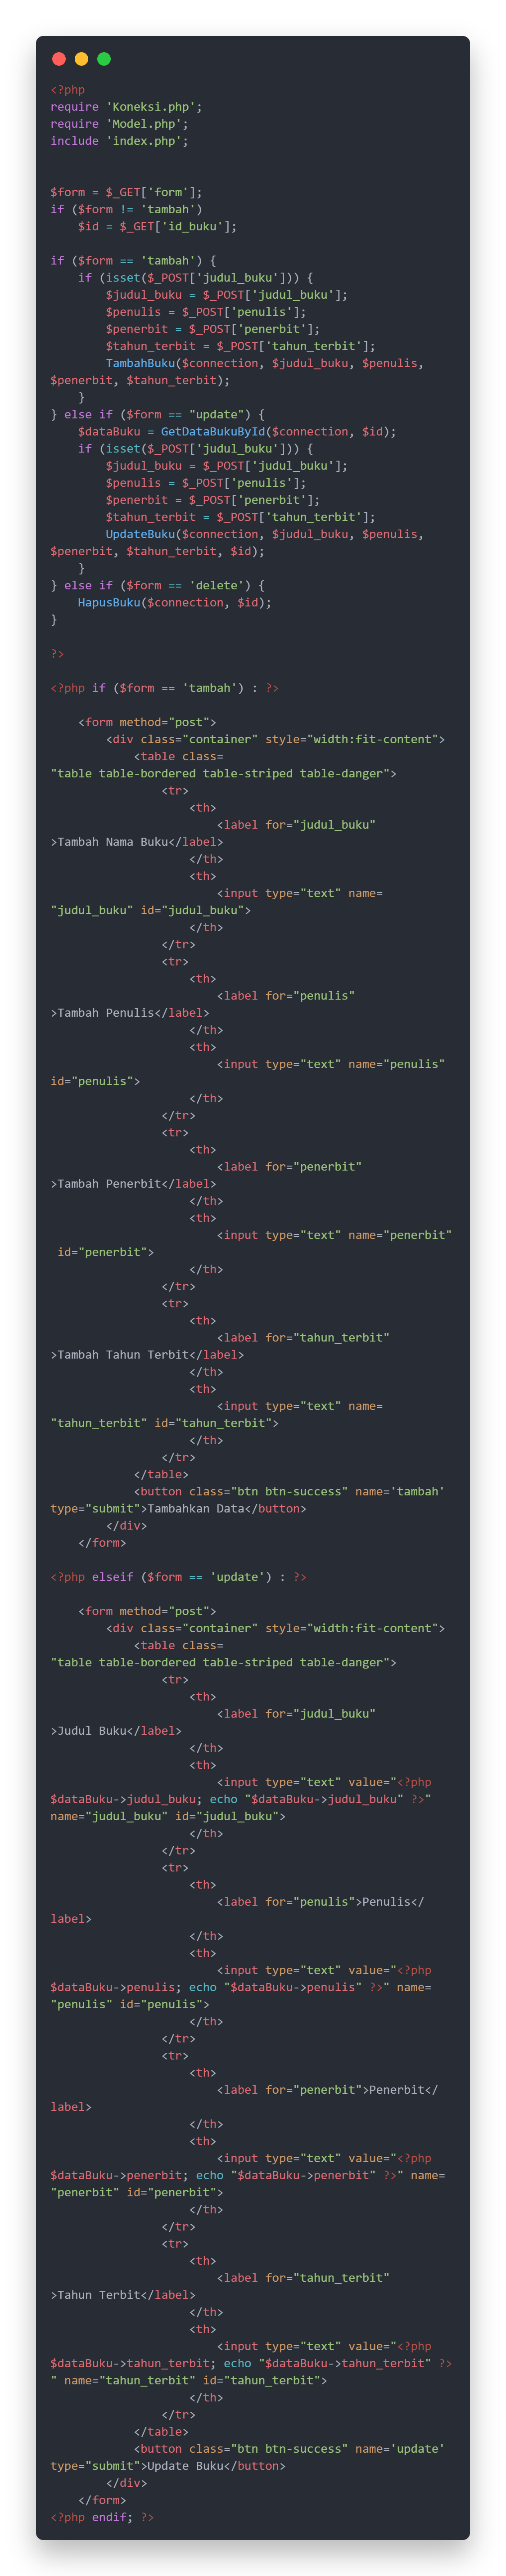 <?php
require 'Koneksi.php';
require 'Model.php';
include 'index.php';
$form = $_GET['form'];
if ($form != 'tambah')
    $id = $_GET['id_buku'];
if ($form == 'tambah') {
    if (isset($_POST['judul_buku'])) {
        $judul_buku = $_POST['judul_buku'];
        $penulis = $_POST['penulis'];
        $penerbit = $_POST['penerbit'];
        $tahun_terbit = $_POST['tahun_terbit'];
        TambahBuku($connection, $judul_buku, $penulis,
$penerbit, $tahun_terbit);
    }
} else if ($form == "update") {
    $dataBuku = GetDataBukuById($connection, $id);
    if (isset($_POST['judul_buku'])) {
        $judul_buku = $_POST['judul_buku'];
        $penulis = $_POST['penulis'];
        $penerbit = $_POST['penerbit'];
        $tahun_terbit = $_POST['tahun_terbit'];
        UpdateBuku($connection, $judul_buku, $penulis,
$penerbit, $tahun_terbit, $id);
    }
} else if ($form == 'delete') {
    HapusBuku($connection, $id);
}
?>
<?php if ($form == 'tambah') : ?>
    <form method="post">
        <div class="container" style="width:fit-content">
            <table class=
"table table-bordered table-striped table-danger">
                <tr>
                    <th>
                        <label for="judul_buku"
>Tambah Nama Buku</label>
                    </th>
                    <th>
                        <input type="text" name=
"judul_buku" id="judul_buku">
                    </th>
                </tr>
                <tr>
                    <th>
                        <label for="penulis"
>Tambah Penulis</label>
                    </th>
                    <th>
                        <input type="text" name="penulis"
id="penulis">
                    </th>
                </tr>
                <tr>
                    <th>
                        <label for="penerbit"
>Tambah Penerbit</label>
                    </th>
                    <th>
                        <input type="text" name="penerbit"
 id="penerbit">
                    </th>
                </tr>
                <tr>
                    <th>
                        <label for="tahun_terbit"
>Tambah Tahun Terbit</label>
                    </th>
                    <th>
                        <input type="text" name=
"tahun_terbit" id="tahun_terbit">
                    </th>
                </tr>
            </table>
            <button class="btn btn-success" name='tambah'
type="submit">Tambahkan Data</button>
        </div>
    </form>
<?php elseif ($form == 'update') : ?>
    <form method="post">
        <div class="container" style="width:fit-content">
            <table class=
"table table-bordered table-striped table-danger">
                <tr>
                    <th>
                        <label for="judul_buku"
>Judul Buku</label>
                    </th>
                    <th>
                        <input type="text" value="<?php
$dataBuku->judul_buku; echo "$dataBuku->judul_buku" ?>"
name="judul_buku" id="judul_buku">
                    </th>
                </tr>
                <tr>
                    <th>
                        <label for="penulis">Penulis</
label>
                    </th>
                    <th>
                        <input type="text" value="<?php
$dataBuku->penulis; echo "$dataBuku->penulis" ?>" name=
"penulis" id="penulis">
                    </th>
                </tr>
                <tr>
                    <th>
                        <label for="penerbit">Penerbit</
label>
                    </th>
                    <th>
                        <input type="text" value="<?php
$dataBuku->penerbit; echo "$dataBuku->penerbit" ?>" name=
"penerbit" id="penerbit">
                    </th>
                </tr>
                <tr>
                    <th>
                        <label for="tahun_terbit"
>Tahun Terbit</label>
                    </th>
                    <th>
                        <input type="text" value="<?php
$dataBuku->tahun_terbit; echo "$dataBuku->tahun_terbit" ?>
" name="tahun_terbit" id="tahun_terbit">
                    </th>
                </tr>
            </table>
            <button class="btn btn-success" name='update'
type="submit">Update Buku</button>
        </div>
    </form>
<?php endif; ?>